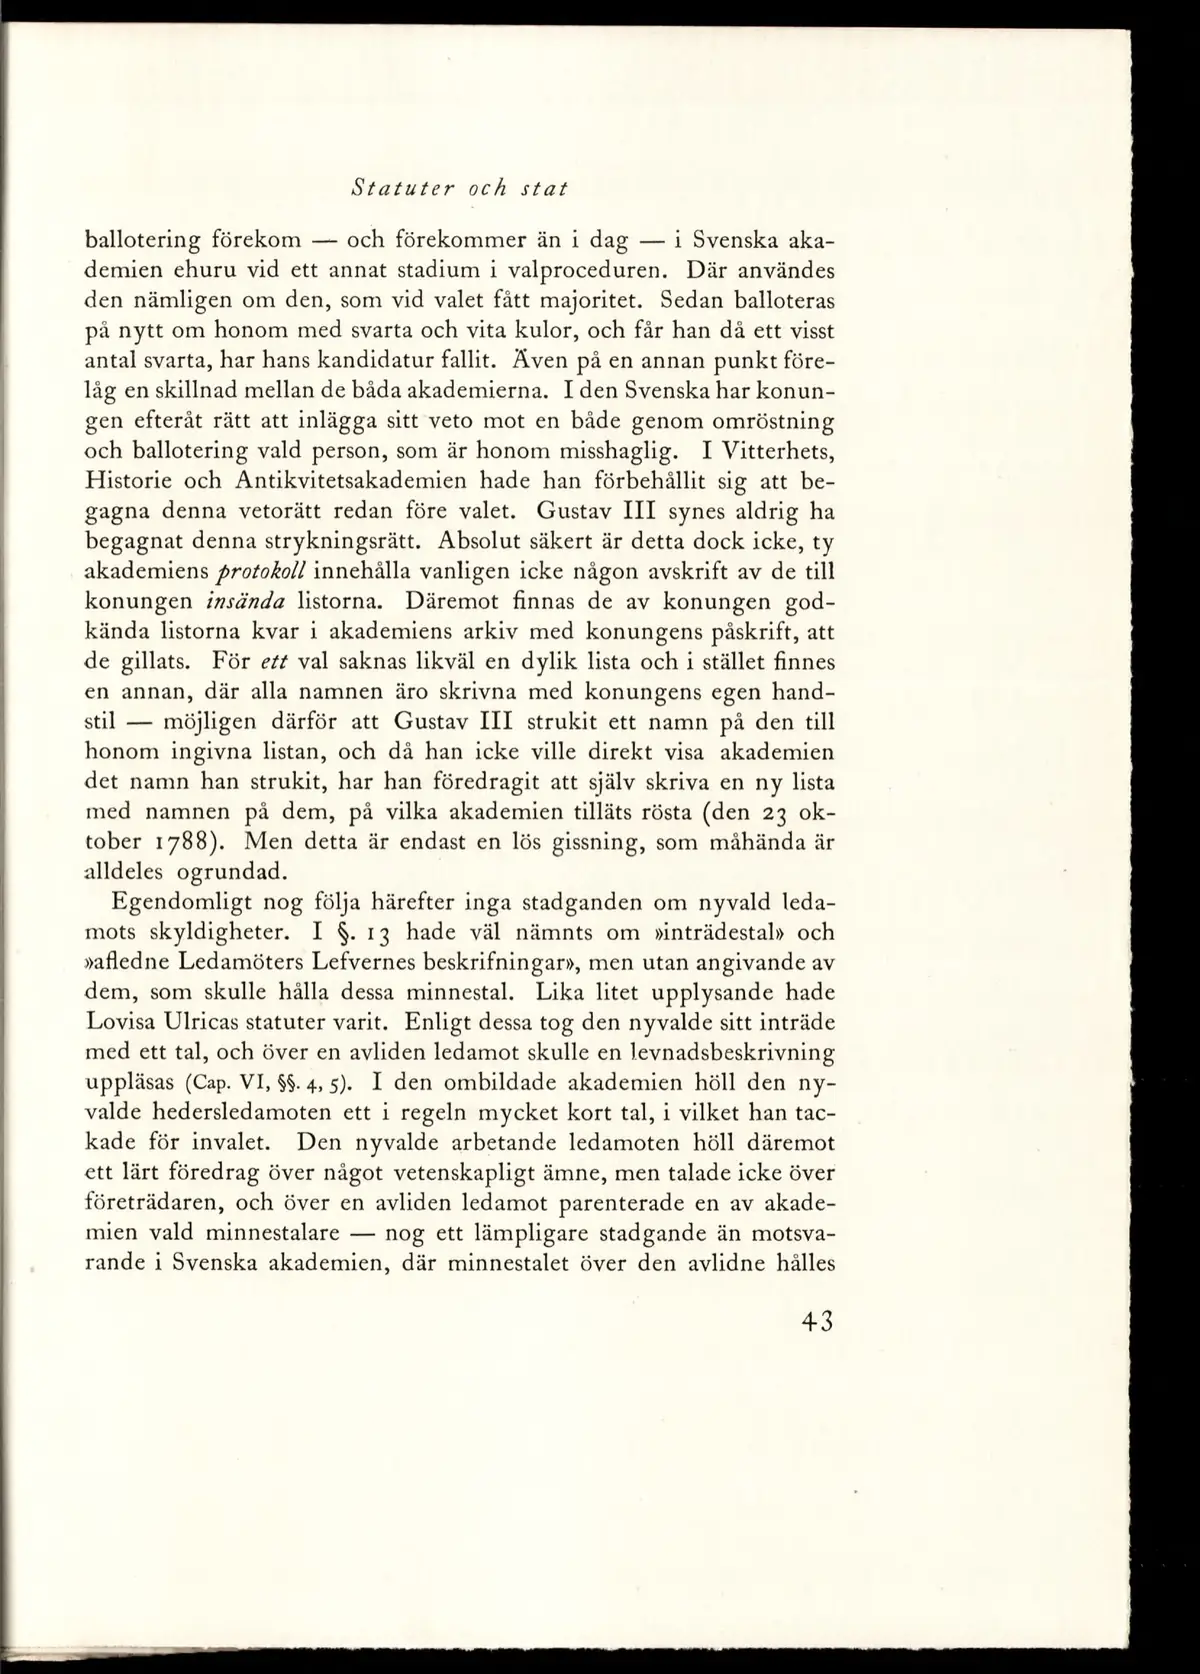 Statuter och stat
ballotering förekom — och förekommer än i dag — i Svenska aka-
demien ehuru vid ett annat stadium i valproceduren. Där användes
den nämligen om den, som vid valet fått majoritet. Sedan balloteras
på nytt om honom med svarta och vita kulor, och får han då ett visst
antal svarta, har hans kandidatur fallit. Även på en annan punkt före-
låg en skillnad mellan de båda akademierna. I den Svenska har konun-
gen efteråt rätt att inlägga sitt veto mot en både genom omröstning
och ballotering vald person, som är honom misshaglig. I Vitterhets,
Historie och Antikvitetsakademien hade han förbehållit sig att be-
gagna denna vetorätt redan före valet. Gustav III synes aldrig ha
begagnat denna strykningsrätt. Absolut säkert är detta dock icke, ty
akademiens protokoll innehålla vanligen icke någon avskrift av de till
konungen insända listorna. Däremot finnas de av konungen god-
kända listorna kvar i akademiens arkiv med konungens påskrift, att
de gillats. För ett val saknas likväl en dylik lista och i stället finnes
en annan, där alla namnen äro skrivna med konungens egen hand-
stil — möjligen därför att Gustav III strukit ett namn på den till
honom ingivna listan, och då han icke ville direkt visa akademien
det namn han strukit, har han föredragit att själv skriva en ny lista
med namnen på dem, på vilka akademien tilläts rösta (den 23 ok-
tober 1788). Men detta är endast en lös gissning, som måhända är
alldeles ogrundad.
Egendomligt nog följa härefter inga stadganden om nyvald leda-
mots skyldigheter. I §. 13 hade väl nämnts om »inträdestal» och
»afledne Ledamöters Lefvernes beskrifningar», men utan angivande av
dem, som skulle hålla dessa minnestal. Lika litet upplysande hade
Lovisa Ulricas statuter varit. Enligt dessa tog den nyvalde sitt inträde
med ett tal, och över en avliden ledamot skulle en levnadsbeskrivning
uppläsas (Cap. VI, §§. 4, 5). I den ombildade akademien höll den ny-
valde hedersledamoten ett i regeln mycket kort tal, i vilket han tac-
kade för invalet. Den nyvalde arbetande ledamoten höll däremot
ett lärt föredrag över något vetenskapligt ämne, men talade icke över
företrädaren, och över en avliden ledamot parenterade en av akade-
mien vald minnestalare — nog ett lämpligare stadgande än motsva-
rande i Svenska akademien, där minnestalet över den avlidne hålles
43